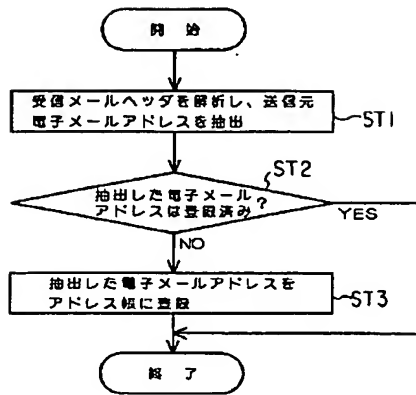 開 始
受信メールヘッダを解析し、送信元
電子メールアドレスを抽出
ST1
ST2
抽出した電子メール
アドレスは登録済み?
YES
NO
抽出した電子メールアドレスを
アドレス帳に登録
ST3
終 了